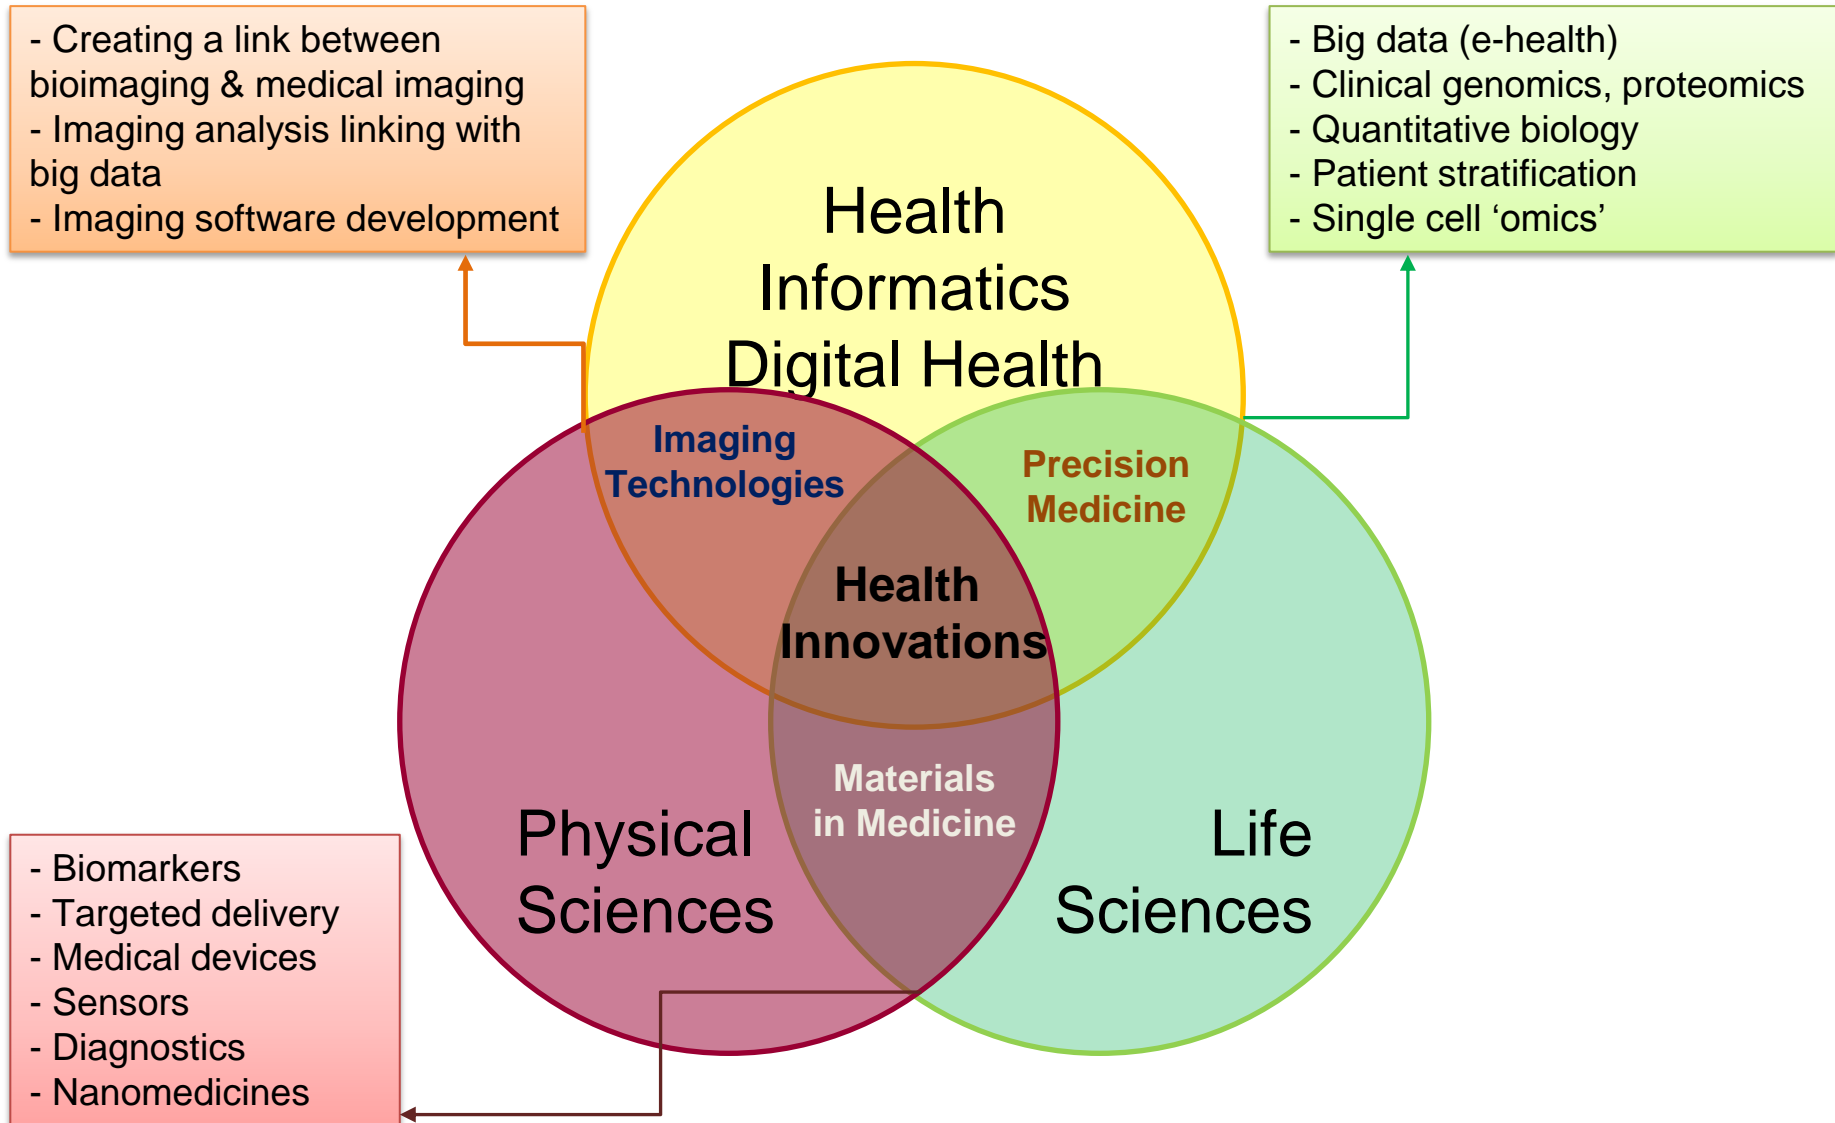 - Creating a link between
bioimaging & medical imaging
- Imaging analysis linking with
big data
- Imaging software development
- Big data (e-health)
- Clinical genomics, proteomics
- Quantitative biology
- Patient stratification
- Single cell ‘omics’
Health
Informatics
Digital Health
Imaging
Technologies
Precision
Medicine
Health
Innovations
Materials
in Medicine
Physical
Sciences
Life
Sciences
- Biomarkers
- Targeted delivery
- Medical devices
- Sensors
- Diagnostics
- Nanomedicines